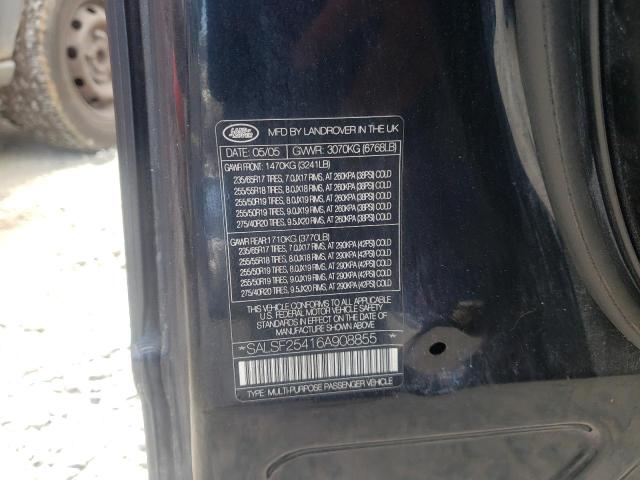 LAND ROVER
MFD BY LANDROVER IN THE UK
DATE: 05/05 GVWR: 3070KG (6768LB)
GAWR FRONT: 1470KG (3241LB)
235/65R17 TIRES, 7.0JX17 RIMS, AT 260KPA (38PSI) COLD
255/55R18 TIRES, 8.0JX18 RIMS, AT 260KPA (38PSI) COLD
255/50R19 TIRES, 8.0JX19 RIMS, AT 260KPA (38PSI) COLD
255/50R19 TIRES, 9.0JX19 RIMS, AT 260KPA (38PSI) COLD
275/40R20 TIRES, 9.5JX20 RIMS, AT 260KPA (38PSI) COLD
GAWR REAR:1710KG (3770LB)
235/65R17 TIRES, 7.0JX17 RIMS, AT 290KPA (42PSI) COLD
255/55R18 TIRES, 8.0JX18 RIMS, AT 290KPA (42PSI) COLD
255/50R19 TIRES, 8.0JX19 RIMS, AT 290KPA (42PSI) COLD
255/50R19 TIRES, 9.0JX19 RIMS, AT 290KPA (42PSI) COLD
275/40R20 TIRES, 9.5JX20 RIMS, AT 290KPA (42PSI) COLD
THIS VEHICLE CONFORMS TO ALL APPLICABLE
U.S. FEDERAL MOTOR VEHICLE SAFETY
STANDARDS IN EFFECT ON THE DATE OF
MANUFACTURE SHOWN ABOVE.
*SALSF25416A908855*
TYPE: MULTI-PURPOSE PASSENGER VEHICLE